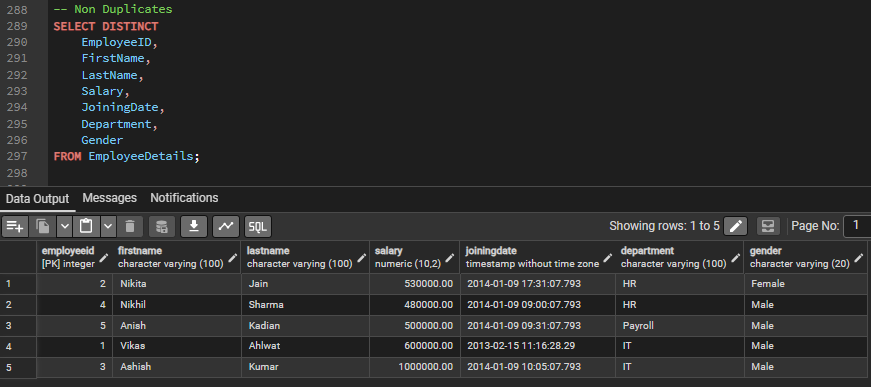 288 -- Non Duplicates
289 SELECT DISTINCT
290 EmployeeID,
291 FirstName,
292 LastName,
293 Salary,
294 JoiningDate,
295 Department,
296 Gender
297 FROM EmployeeDetails;
298
Data Output Messages Notifications
SQL Showing rows: 1 to 5 Page No: 1
employeeid firstname lastname salary joiningdate department gender
[PK] integer character varying (100) character varying (100) numeric (10,2) timestamp without time zone character varying (100) character varying (20)
1 2 Nikita Jain 530000.00 2014-01-09 17:31:07.793 HR Female
2 4 Nikhil Sharma 480000.00 2014-01-09 09:00:07.793 HR Male
3 5 Anish Kadian 500000.00 2014-01-09 09:31:07.793 Payroll Male
4 1 Vikas Ahlwat 600000.00 2013-02-15 11:16:28.29 IT Male
5 3 Ashish Kumar 1000000.00 2014-01-09 10:05:07.793 IT Male